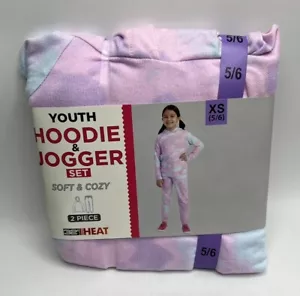 5/6
5/6
YOUTH
HOODIE
&
JOGGER
SET
SOFT & COZY
2 PIECE
HEAT
XS
(5/6)
5/6